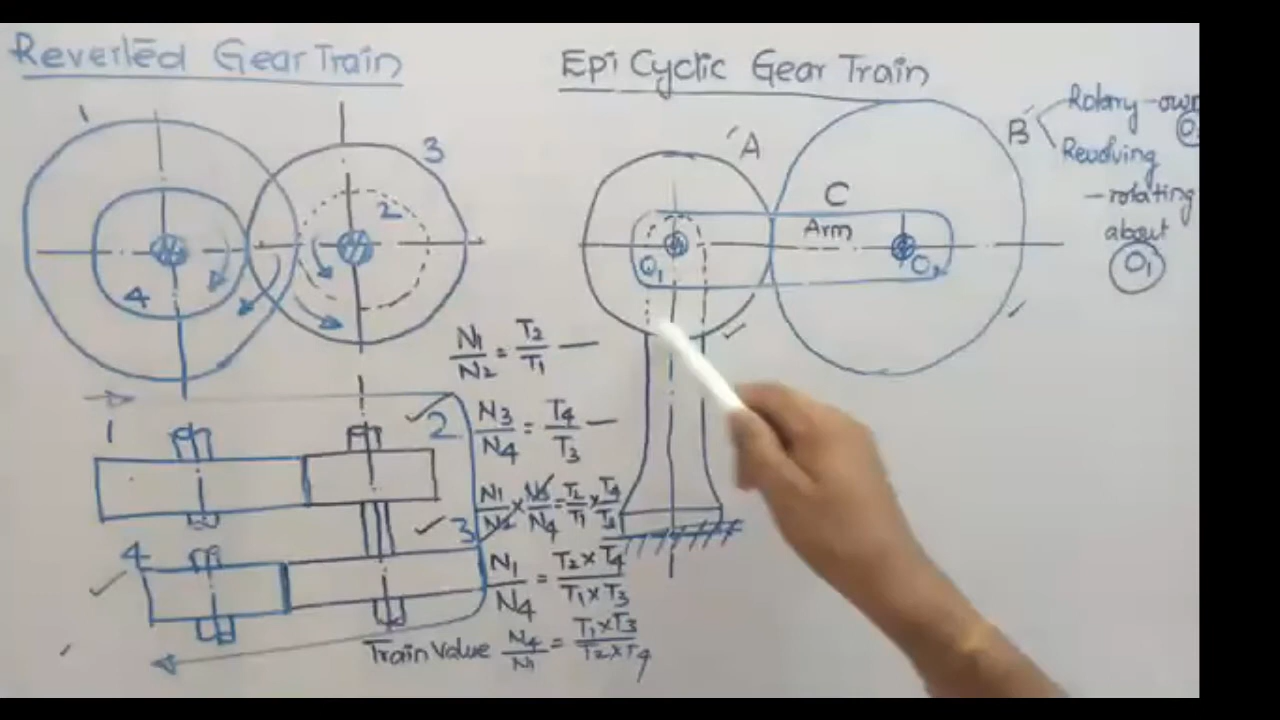 Reverted Gear Train
1
3
2
4
N1/N2 = T2/T1
N3/N4 = T4/T3
N1/N2 × N3/N4 = T2/T1 × T4/T3
N1/N4 = T2×T4/T1×T3
Train Value N4/N1 = T1×T3/T2×T4
1
2
3
4
Epi Cyclic Gear Train
A
B
Rotary - own
Revolving
- rotating
about
O1
C
Arm
O1
O2